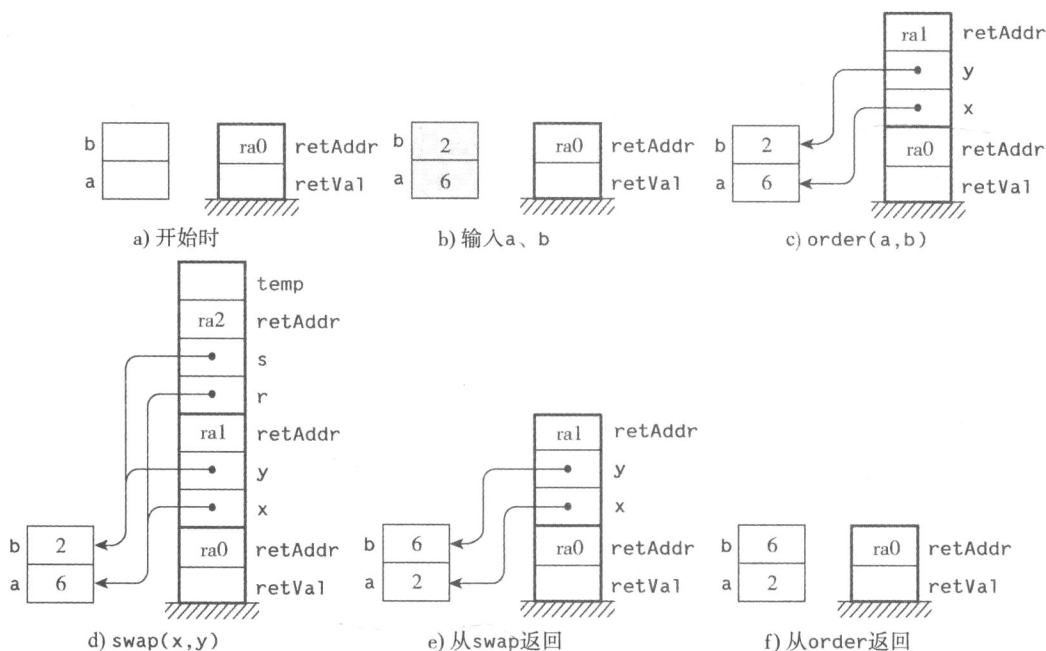 b
a
ra0 retAddr
retVal
a) 开始时
b 2
a 6
ra0 retAddr
retVal
b) 输入a、b
ra1 retAddr
y
x
b 2
a 6
ra0 retAddr
retVal
c) order(a,b)
temp
ra2 retAddr
s
r
ra1 retAddr
y
x
b 2
a 6
ra0 retAddr
retVal
d) swap(x,y)
ra1 retAddr
y
x
b 6
a 2
ra0 retAddr
retVal
e) 从swap返回
b 6
a 2
ra0 retAddr
retVal
f) 从order返回